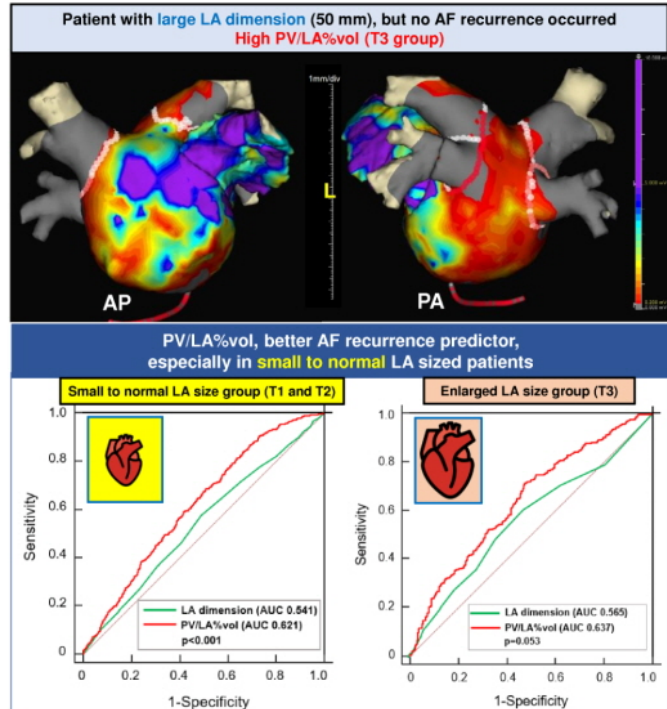 Patient with large LA dimension (50 mm), but no AF recurrence occurred
High PV/LA%vol (T3 group)
1mm/div
L
AP
PA
PV/LA%vol, better AF recurrence predictor,
especially in small to normal LA sized patients
Small to normal LA size group (T1 and T2)
Sensitivity
1.0
0.8
0.6
0.4
0.2
0
LA dimension (AUC 0.541)
PV/LA%vol (AUC 0.621)
p<0.001
0 0.2 0.4 0.6 0.8 1.0
1-Specificity
Enlarged LA size group (T3)
Sensitivity
1.0
0.8
0.6
0.4
0.2
0
LA dimension (AUC 0.565)
PV/LA%vol (AUC 0.637)
p=0.053
0 0.2 0.4 0.6 0.8 1.0
1-Specificity